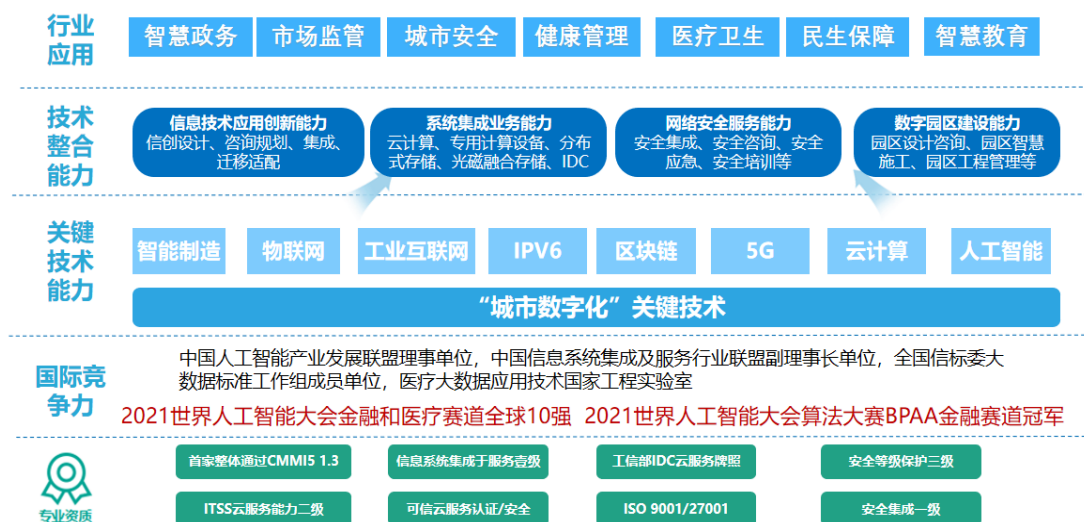 行业
应用
智慧政务 市场监管 城市安全 健康管理 医疗卫生 民生保障 智慧教育
技术
整合
能力
信息技术应用创新能力
信创设计、咨询规划、集成、
迁移适配
系统集成业务能力
云计算、专用计算设备、分布
式存储、光磁融合存储、IDC
网络安全服务能力
安全集成、安全咨询、安全
应急、安全培训等
数字园区建设能力
园区设计咨询、园区智慧
施工、园区工程管理等
关键
技术
能力
智能制造 物联网 工业互联网 IPV6 区块链 5G 云计算 人工智能
“城市数字化”关键技术
国际竞
争力
中国人工智能产业发展联盟理事单位，中国信息系统集成及服务行业联盟副理事长单位，全国信标委大
数据标准工作组成员单位，医疗大数据应用技术国家工程实验室
2021世界人工智能大会金融和医疗赛道全球10强 2021世界人工智能大会算法大赛BPAA金融赛道冠军
专业资质
首家整体通过CMMI5 1.3 信息系统集成于服务壹级 工信部IDC云服务牌照 安全等级保护三级
ITSS云服务能力二级 可信云服务认证/安全 ISO 9001/27001 安全集成一级